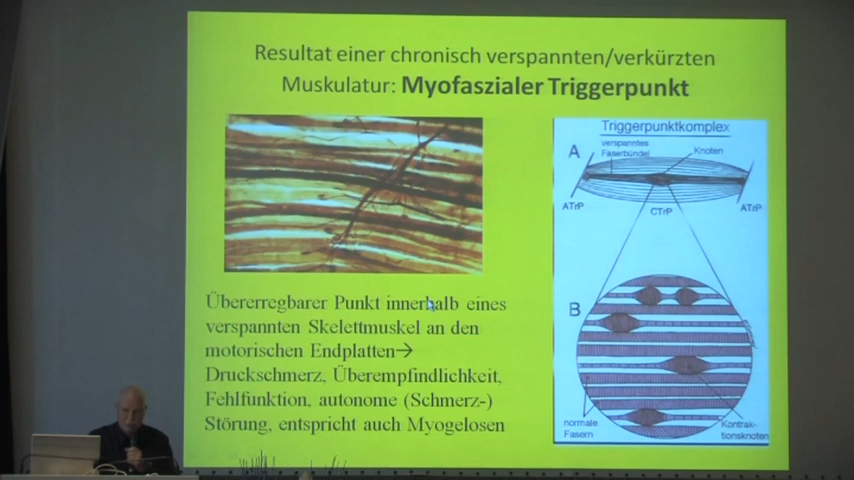 Resultat einer chronisch verspannten/verkürzten
Muskulatur: Myofaszialer Triggerpunkt
Übererregbarer Punkt innerhalb eines
verspannten Skelettmuskel an den
motorischen Endplatten→
Druckschmerz, Überempfindlichkeit,
Fehlfunktion, autonome (Schmerz-)
Störung, entspricht auch Myogelosen
Triggerpunktkomplex
A
verspanntes
Faserbündel
Knoten
ATrP
CTrP
ATrP
B
normale
Fasern
Kontrak-
tionsknoten